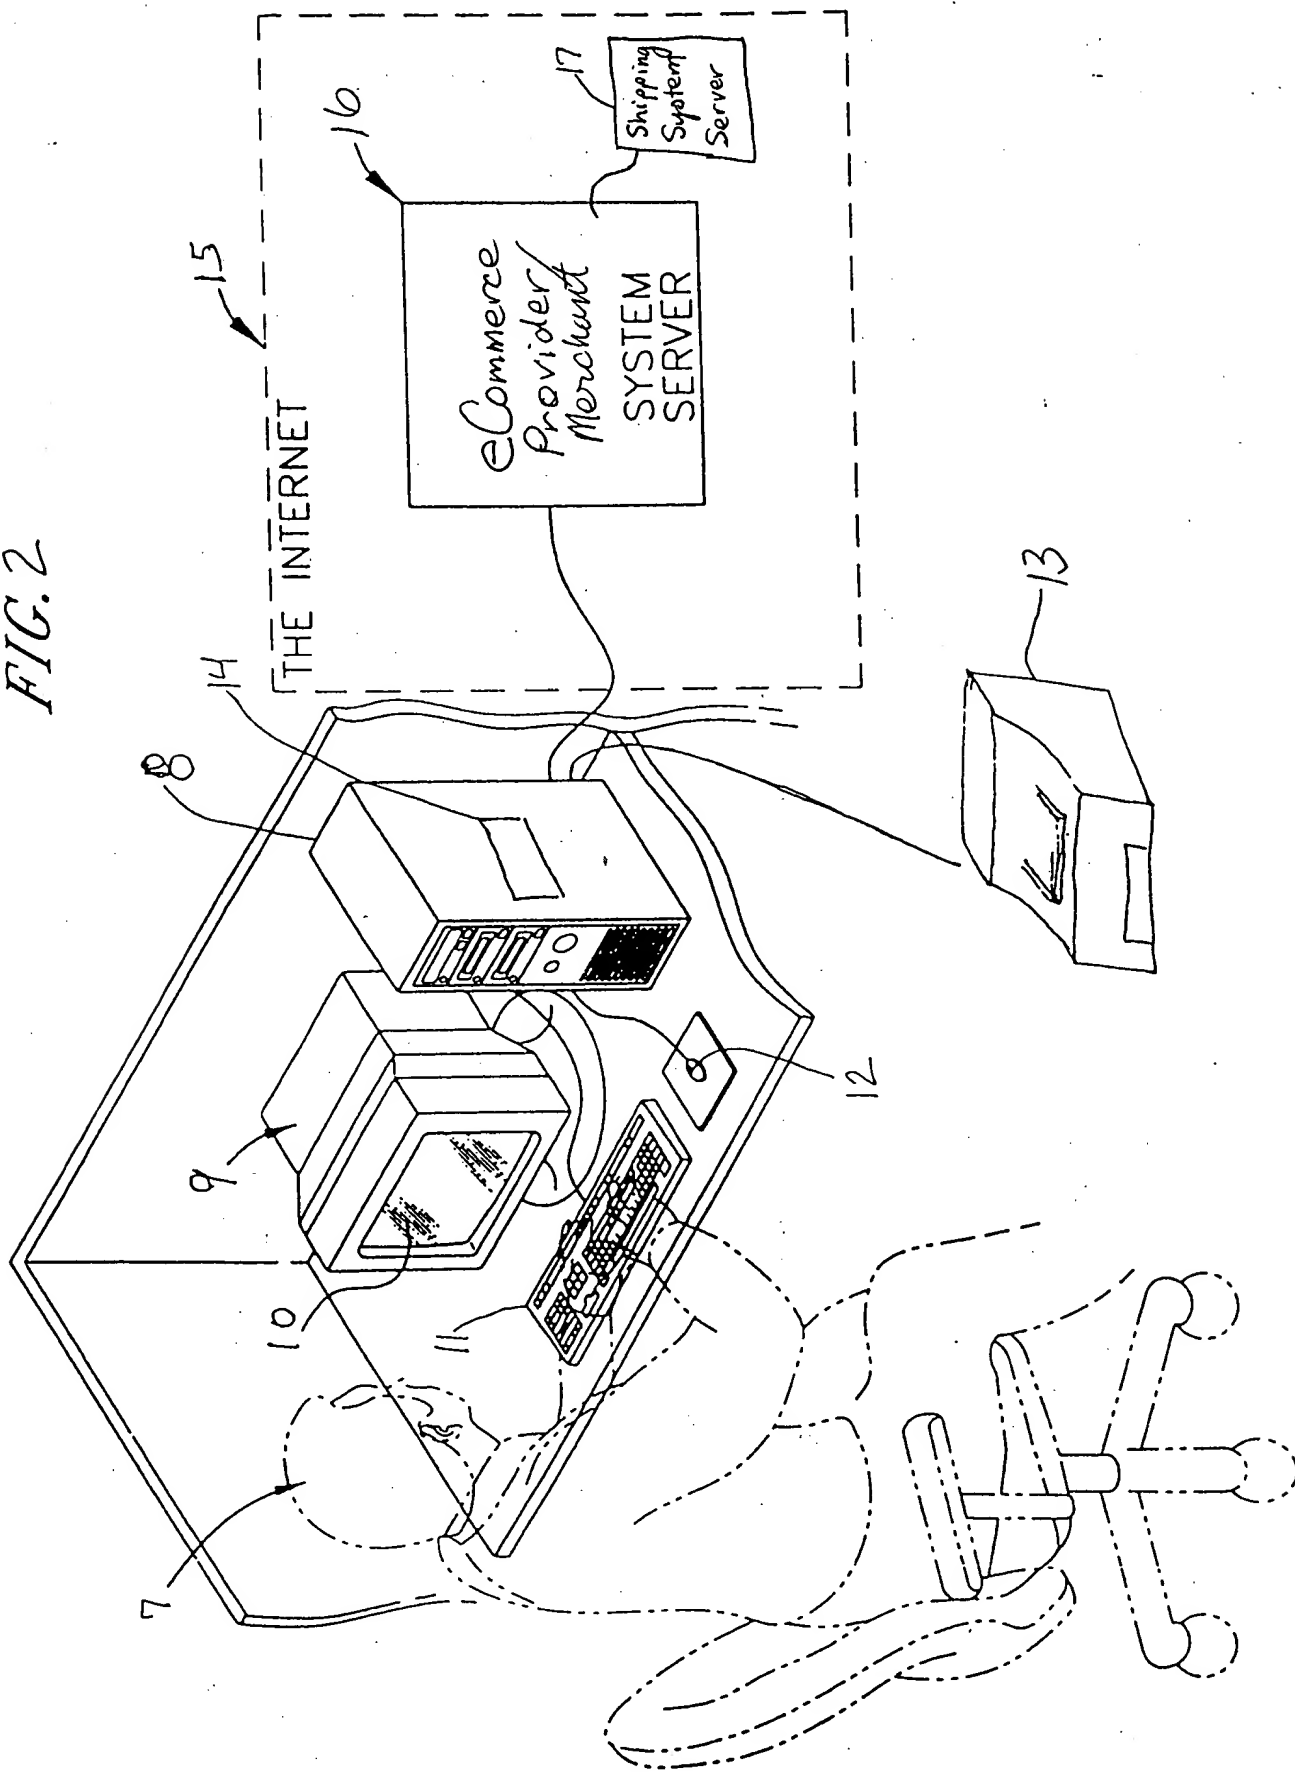 FIG. 2
15
THE INTERNET
16
eCommerce
Provider/
Merchant
SYSTEM
SERVER
17
Shipping
System
Server
14
8
13
9
10
11
12
7